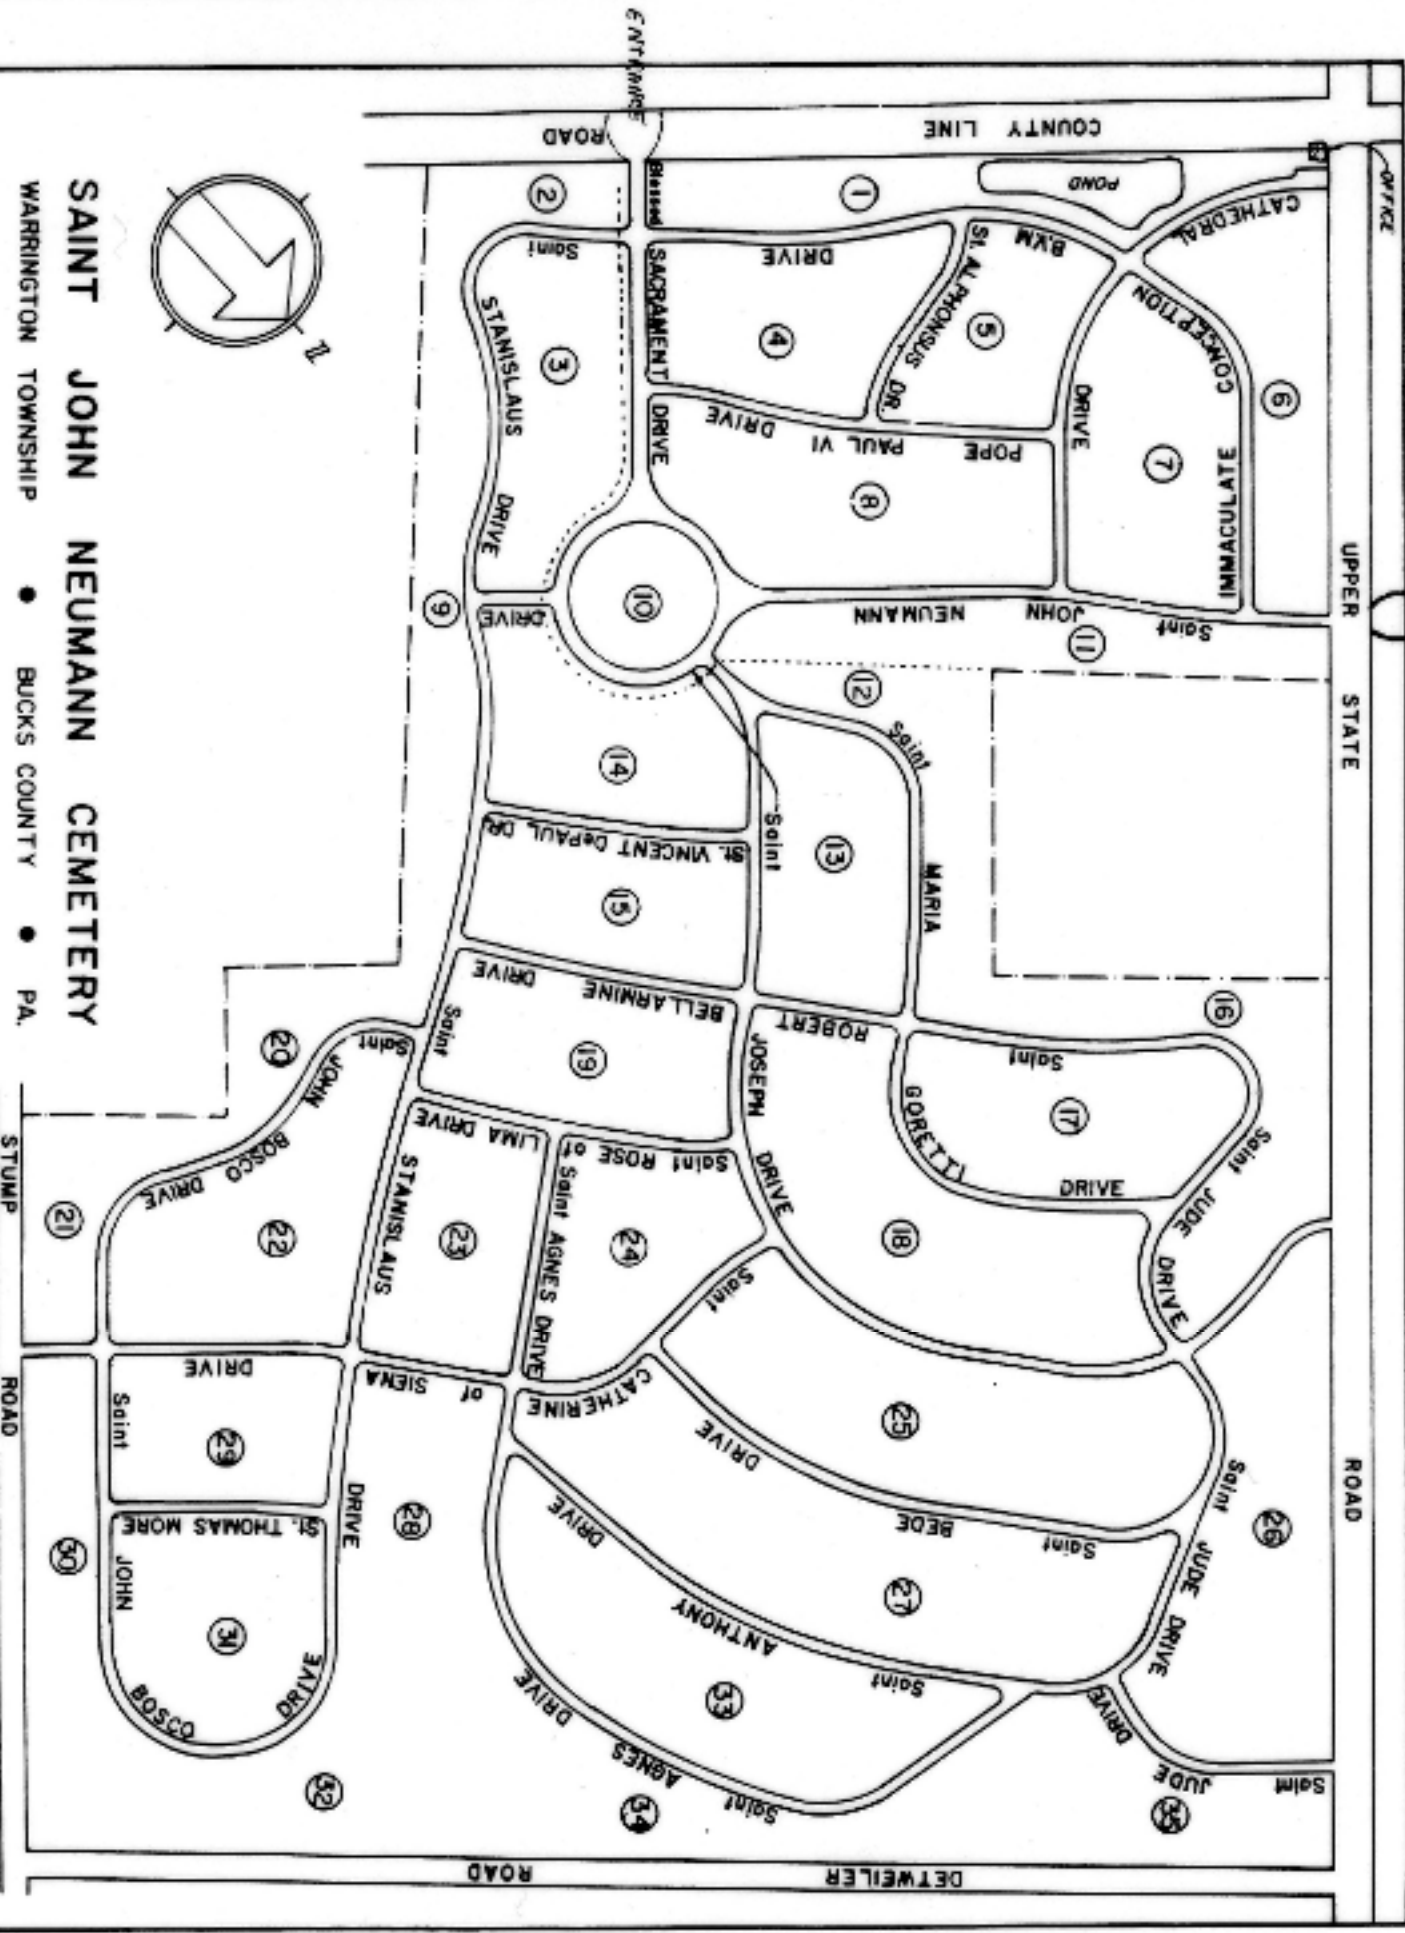 SAINT JOHN NEUMANN CEMETERY
WARRINGTON TOWNSHIP ● BUCKS COUNTY ● PA.
N
ENTRANCE
OFFICE
COUNTY LINE ROAD
UPPER STATE ROAD
STUMP ROAD
DETWEILER ROAD
POND
CATHEDRAL
B.V.M. DRIVE
Blessed SACRAMENT DRIVE
St. ALPHONSUS DR.
IMMACULATE CONCEPTION DRIVE
POPE PAUL VI DRIVE
Saint STANISLAUS DRIVE
Saint JOHN NEUMANN DRIVE
Saint MARIA GORETTI DRIVE
Saint JOSEPH DRIVE
St. VINCENT DePAUL DR.
Saint ROBERT BELLARMINE DRIVE
Saint ROSE of LIMA DRIVE
Saint AGNES DRIVE
Saint STANISLAUS DRIVE
Saint JOHN BOSCO DRIVE
Saint CATHERINE of SIENA DRIVE
Saint JUDE DRIVE
Saint JUDE DRIVE
Saint JUDE DRIVE
Saint BEDE DRIVE
Saint ANTHONY DRIVE
Saint AGNES DRIVE
St. THOMAS MORE
Saint JOHN BOSCO DRIVE
1
2
3
4
5
6
7
8
9
10
11
12
13
14
15
16
17
18
19
20
21
22
23
24
25
26
27
28
29
30
31
32
33
34
35